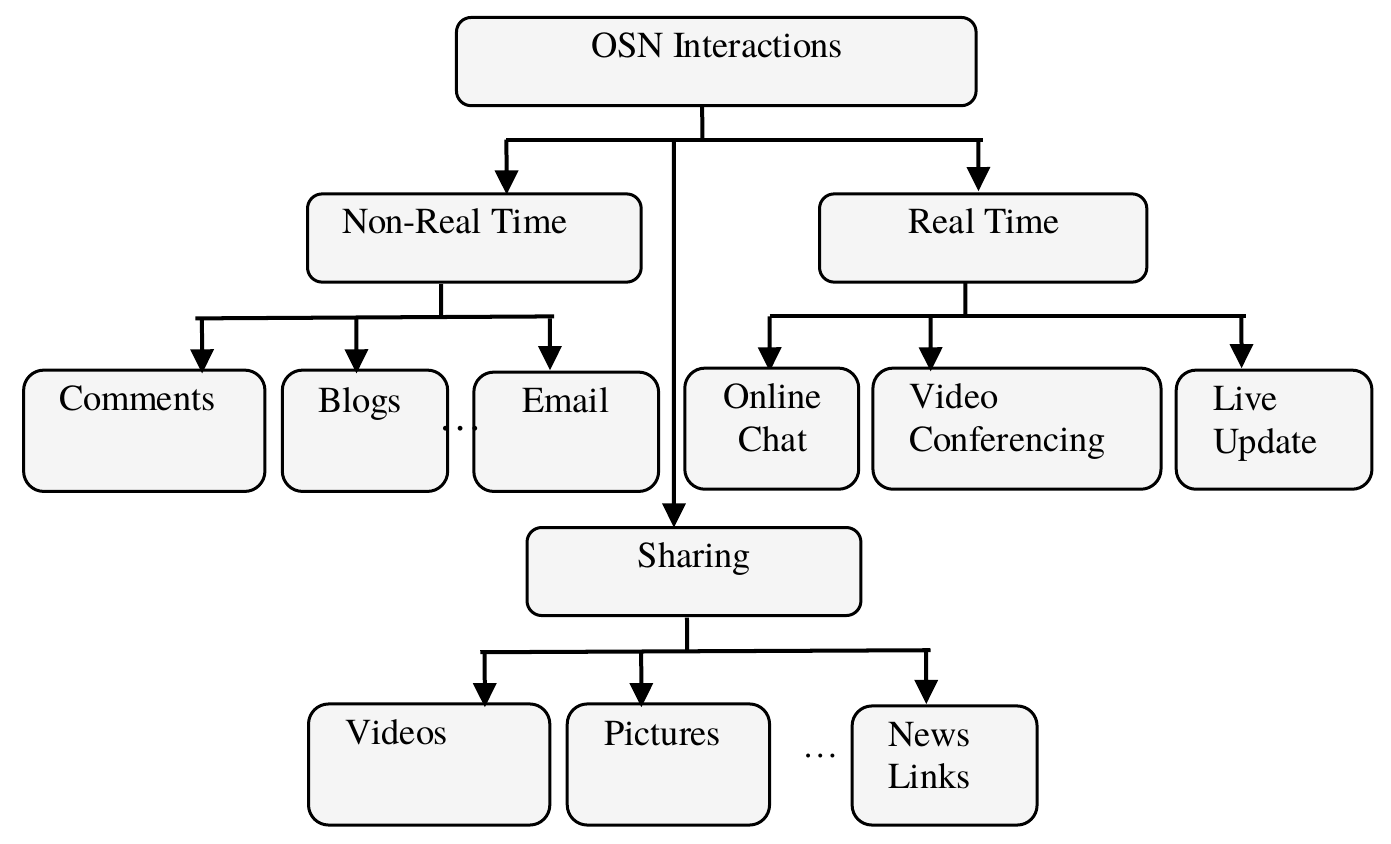 OSN Interactions
Non-Real Time
Real Time
Comments
Blogs
…
Email
Online
Chat
Video
Conferencing
Live
Update
Sharing
Videos
Pictures
…
News
Links